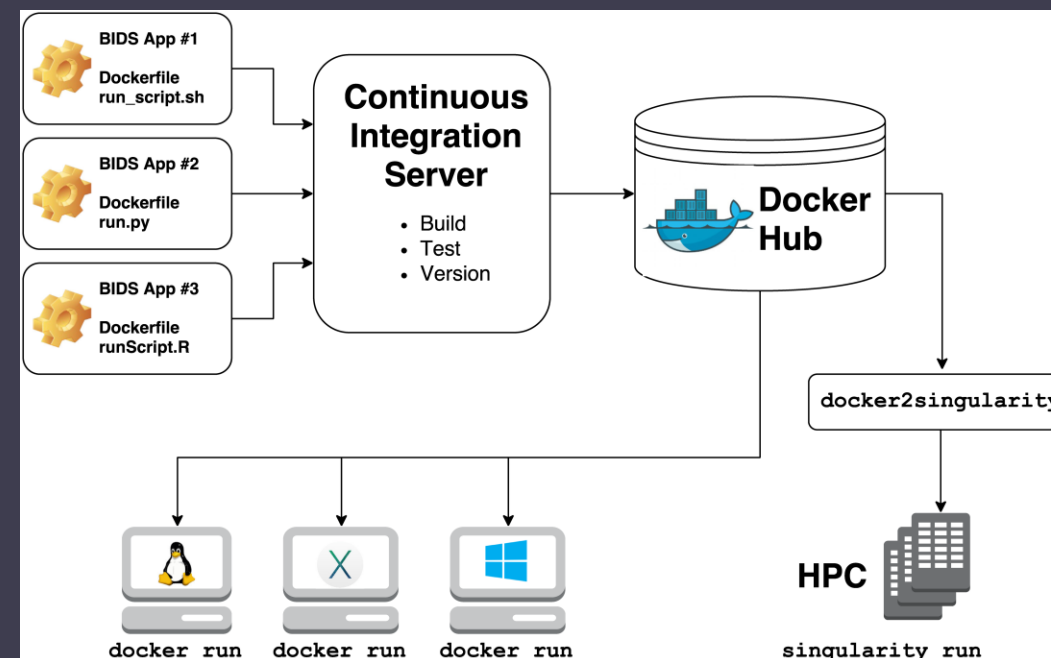 BIDS App #1
Dockerfile
run_script.sh
BIDS App #2
Dockerfile
run.py
BIDS App #3
Dockerfile
runScript.R
Continuous
Integration
Server
• Build
• Test
• Version
Docker
Hub
docker2singularity
X
HPC
docker run
docker run
docker run
singularity run